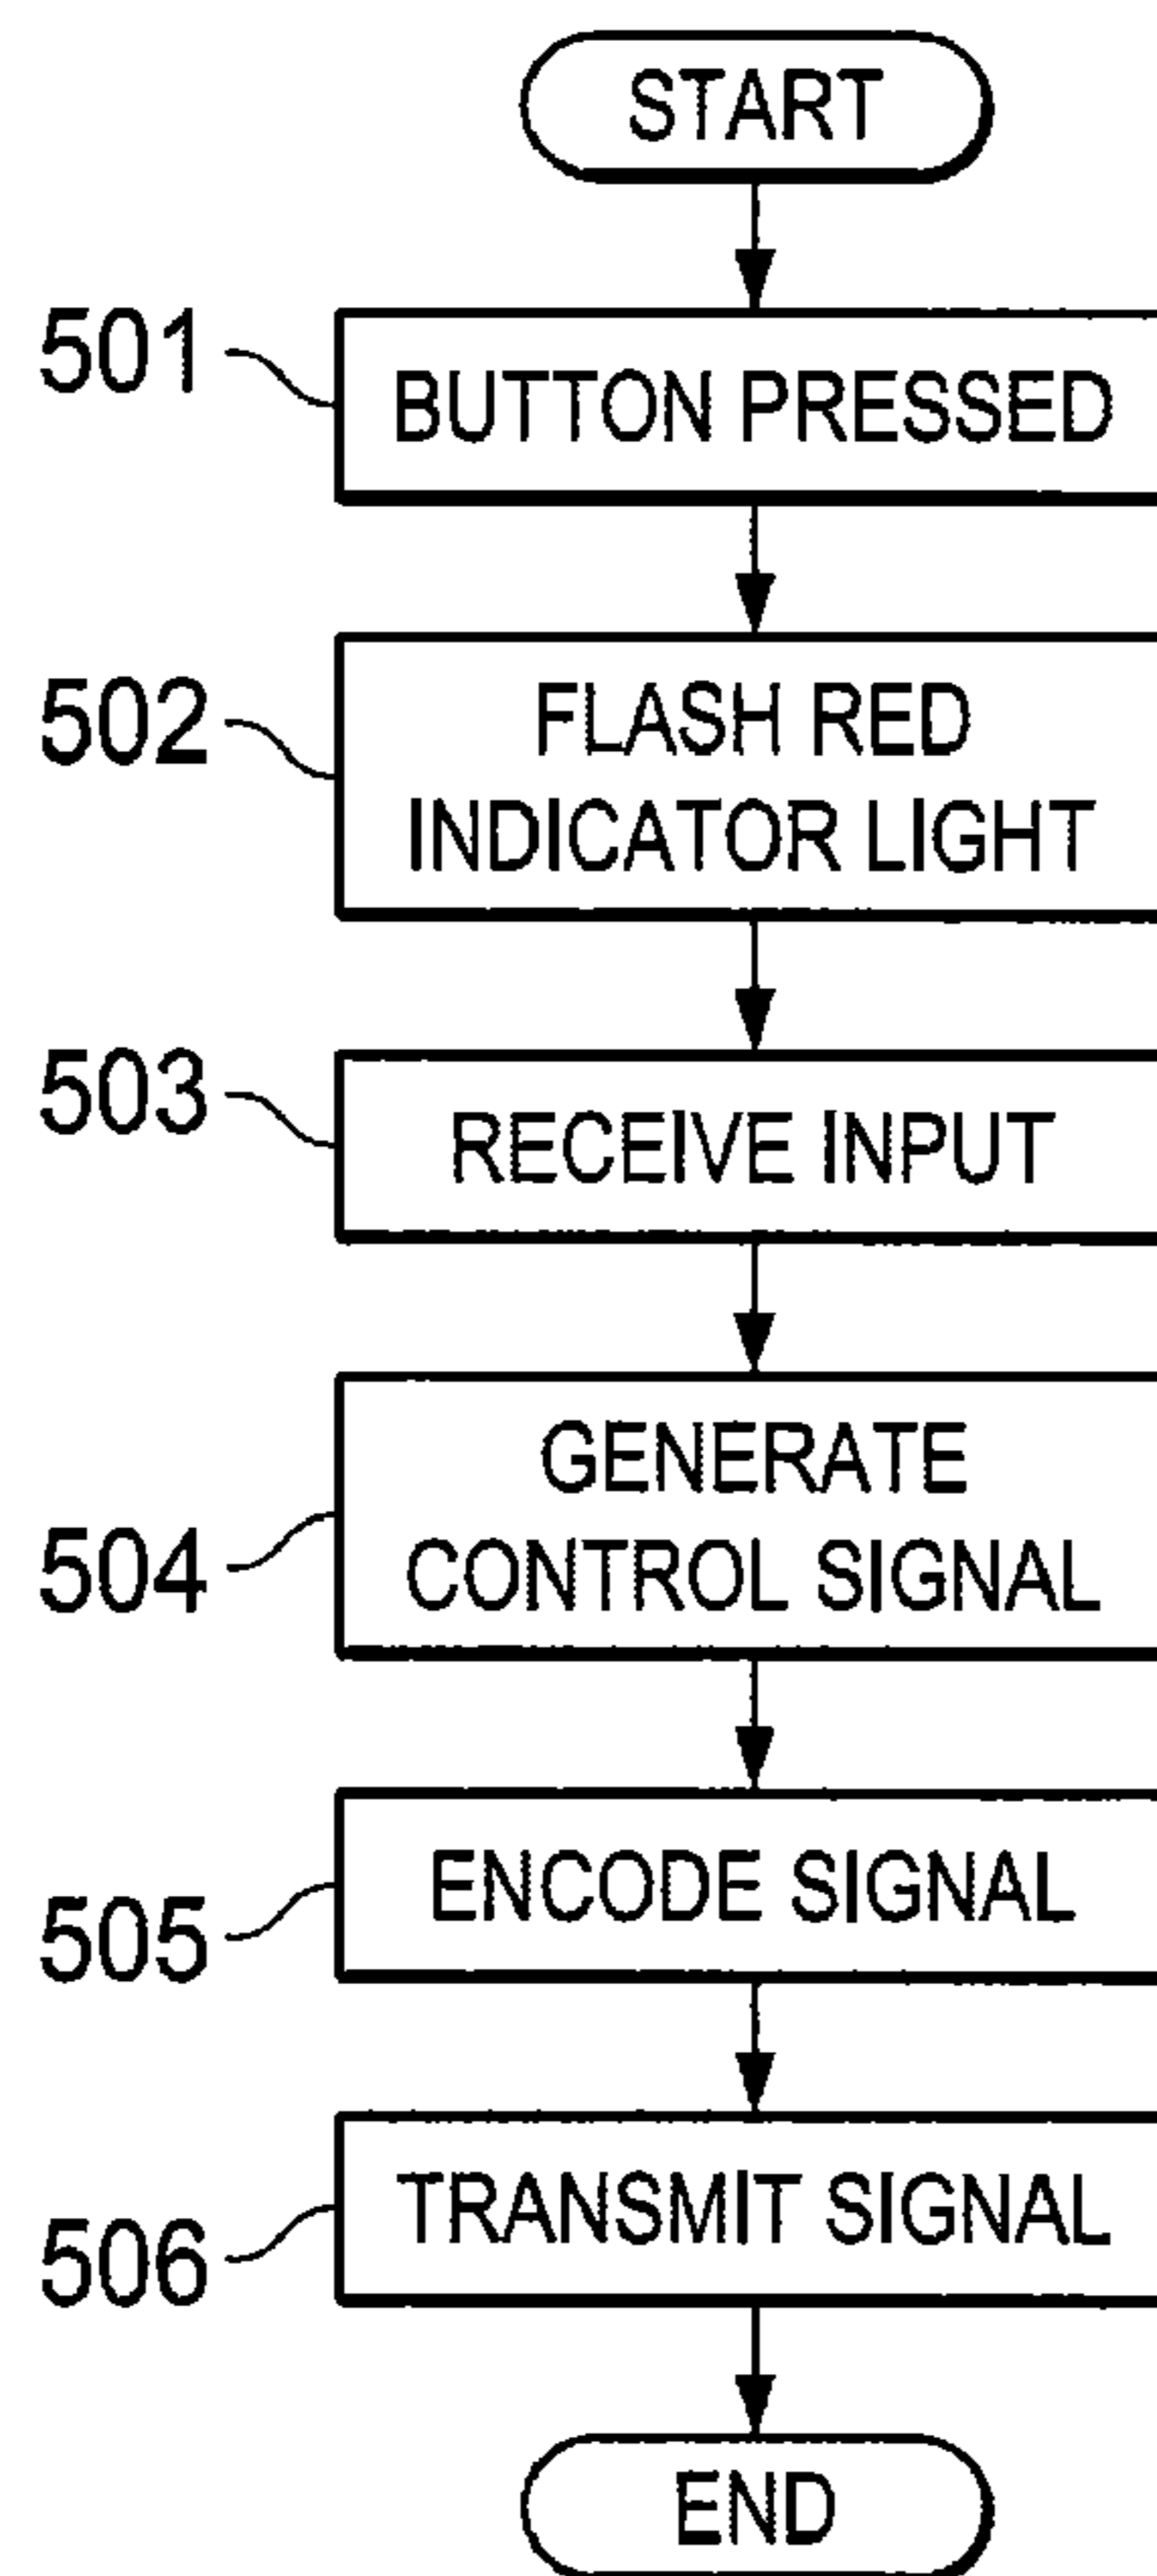 START
501
BUTTON PRESSED
502
FLASH RED
INDICATOR LIGHT
503
RECEIVE INPUT
504
GENERATE
CONTROL SIGNAL
505
ENCODE SIGNAL
506
TRANSMIT SIGNAL
END